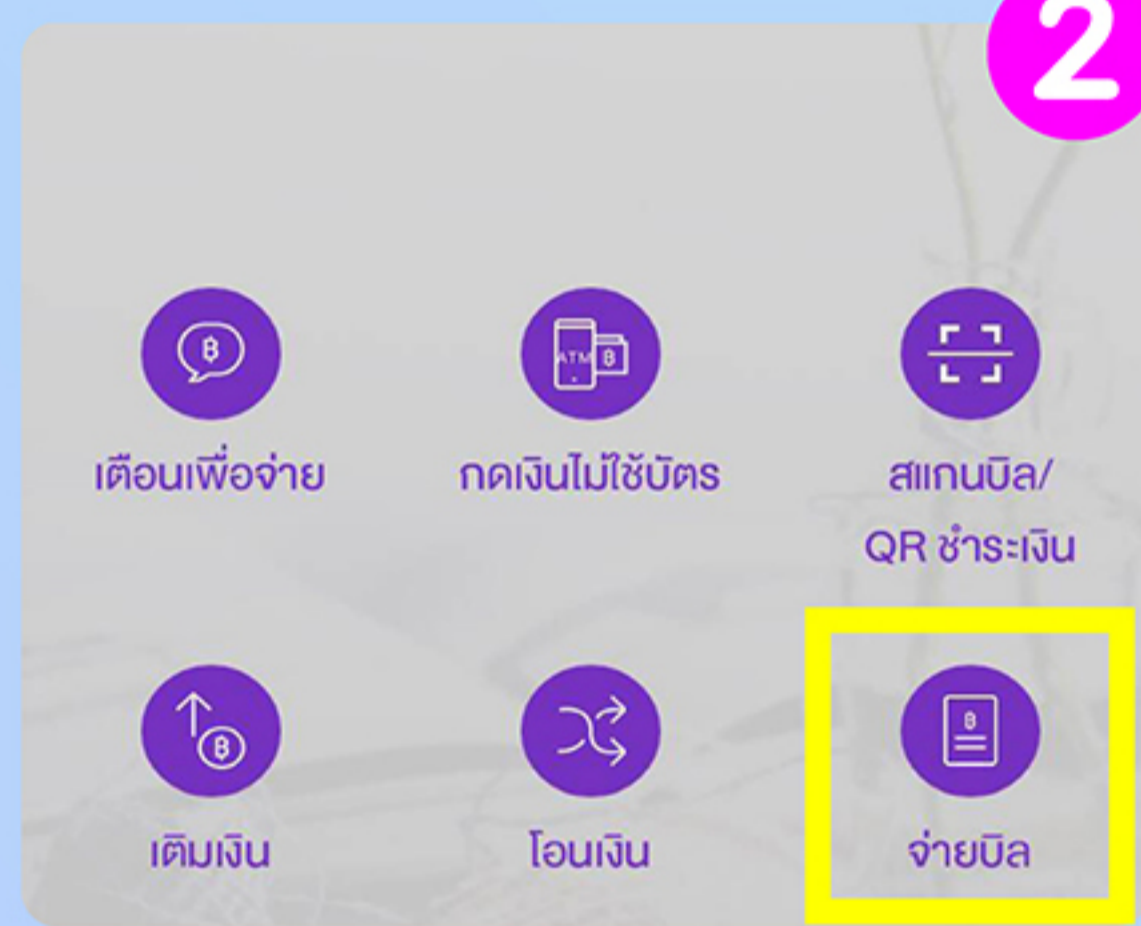 2
฿
ATM ฿
เตือนเพื่อจ่าย
กดเงินไม่ใช้บัตร
สแกนบิล/
QR ชำระเงิน
฿
฿
เติมเงิน
โอนเงิน
จ่ายบิล